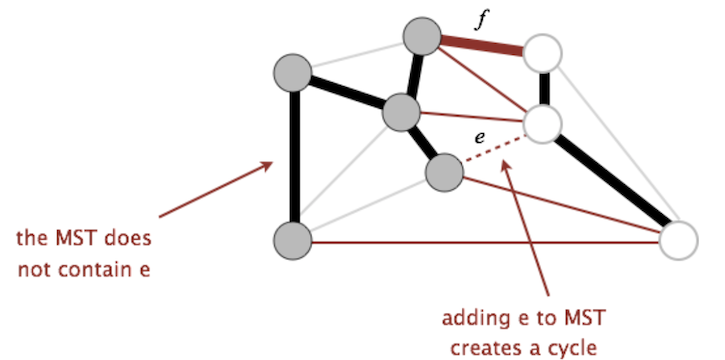 f
e
the MST does
not contain e
adding e to MST
creates a cycle